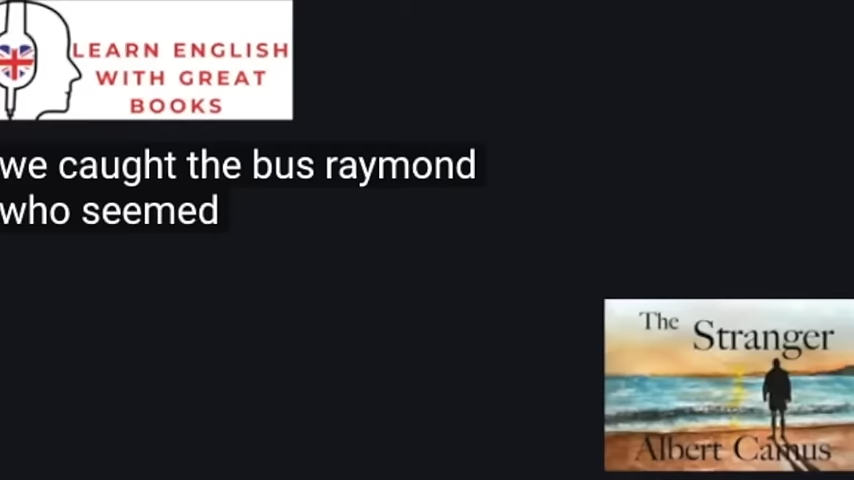 LEARN ENGLISH
WITH GREAT
BOOKS
we caught the bus raymond
who seemed
The Stranger
Albert Camus